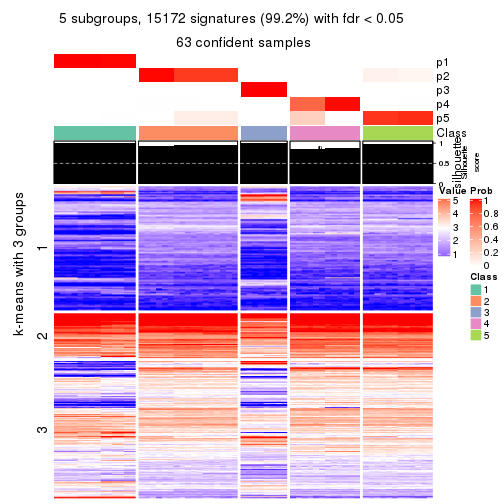 5 subgroups, 15172 signatures (99.2%) with fdr < 0.05
63 confident samples
p1
p2
p3
p4
p5
Class
1
0.5
0
silhouette
Silhouette
score
k-means with 3 groups
1
2
3
Value
5
4
3
2
1
Prob
1
0.8
0.6
0.4
0.2
0
Class
1
2
3
4
5